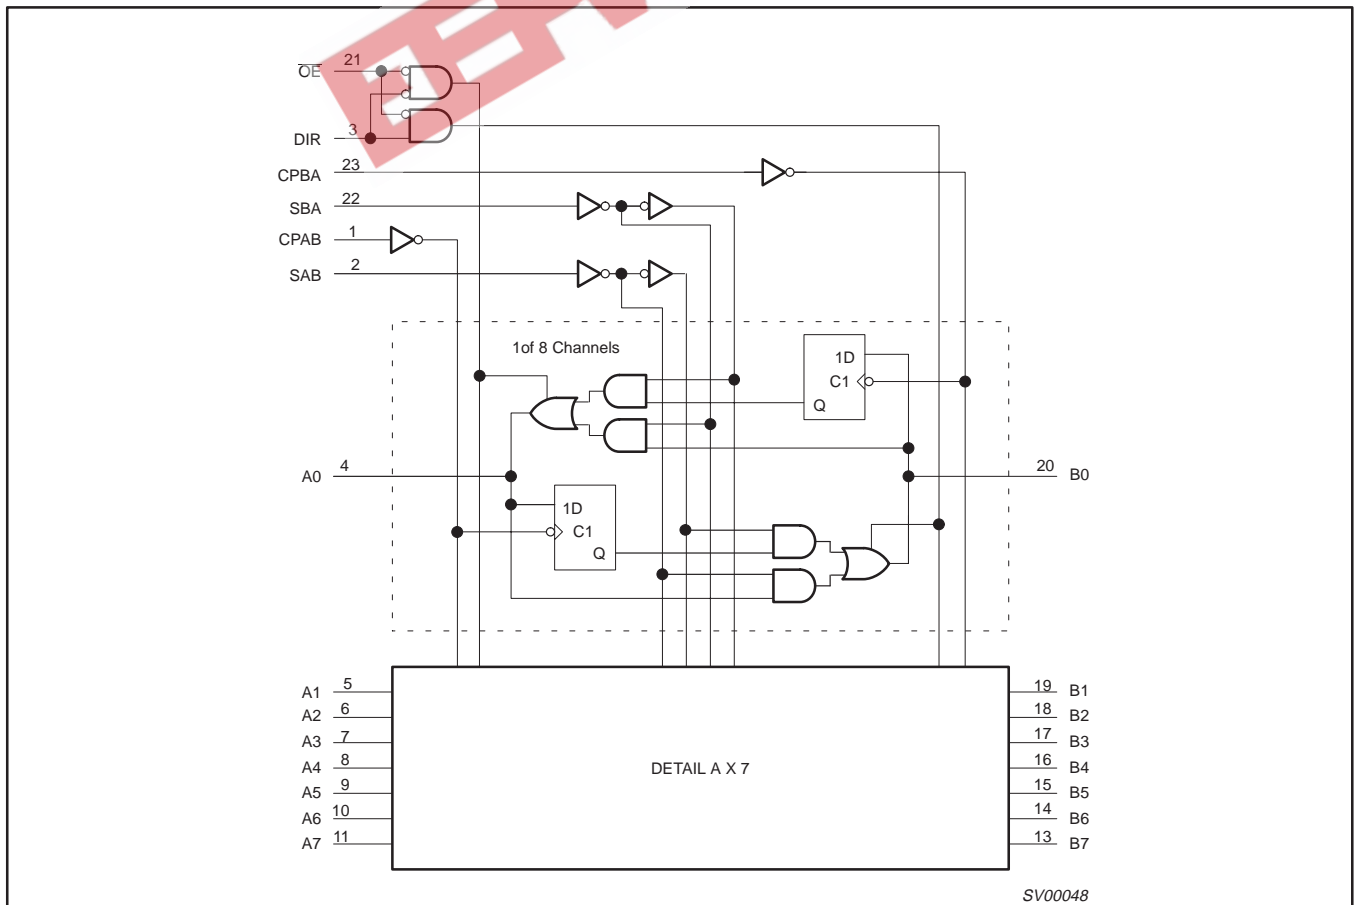 OE 21
DIR 3
CPBA 23
SBA 22
CPAB 1
SAB 2
1of 8 Channels
1D
C1
Q
A0 4
20 B0
1D
C1
Q
A1 5
19 B1
A2 6
18 B2
A3 7
17 B3
A4 8
16 B4
DETAIL A X 7
A5 9
15 B5
A6 10
14 B6
A7 11
13 B7
SV00048